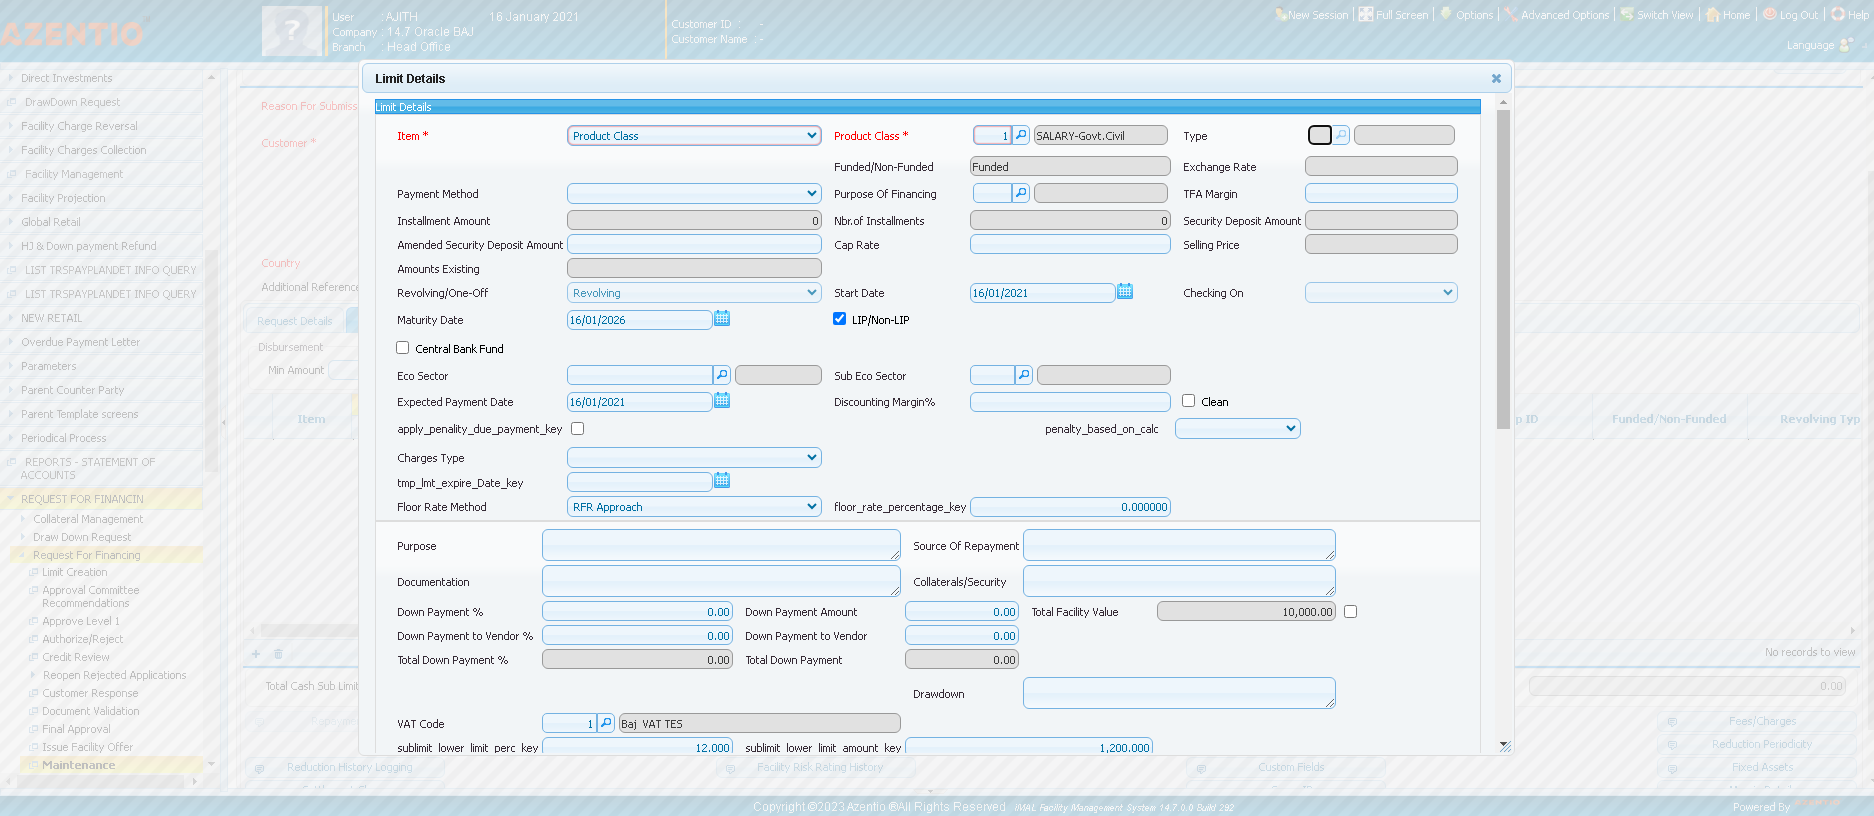 AZENTIO
User : AJITH 16 January 2021
Company : 14.7 Oracle BAJ
Branch : Head Office
Customer ID : -
Customer Name : -
New Session Full Screen Options Advanced Options Switch View Home Log Out Help
Language
Direct Investments
DrawDown Request
Facility Charge Reversal
Facility Charges Collection
Facility Management
Facility Projection
Global Retail
HJ & Down payment Refund
LIST TRSPAYPLANDET INFO QUERY
LIST TRSPAYPLANDET INFO QUERY
NEW RETAIL
Overdue Payment Letter
Parameters
Parent Counter Party
Parent Template screens
Periodical Process
REPORTS - STATEMENT OF
ACCOUNTS
REQUEST FOR FINANCIN
Collateral Management
Draw Down Request
Request For Financing
Limit Creation
Approval Committee
Recommendations
Approve Level 1
Authorize/Reject
Credit Review
Reopen Rejected Applications
Customer Response
Document Validation
Final Approval
Issue Facility Offer
Maintenance
Reason For Submiss
Customer *
Country
Additional Reference
Request Details
Disbursement
Min Amount
Item
Total Cash Sub Limit
Limit Details
Limit Details
Item * Product Class Product Class * 1 SALARY-Govt.Civil Type
Funded/Non-Funded Funded Exchange Rate
Payment Method Purpose Of Financing TFA Margin
Installment Amount 0 Nbr.of Installments 0 Security Deposit Amount
Amended Security Deposit Amount Cap Rate Selling Price
Amounts Existing
Revolving/One-Off Revolving Start Date 16/01/2021 Checking On
Maturity Date 16/01/2026 LIP/Non-LIP
Central Bank Fund
Eco Sector Sub Eco Sector
Expected Payment Date 16/01/2021 Discounting Margin% Clean
apply_penality_due_payment_key penalty_based_on_calc
Charges Type
tmp_lmt_expire_Date_key
Floor Rate Method RFR Approach floor_rate_percentage_key 0.000000
Purpose Source Of Repayment
Documentation Collaterals/Security
Down Payment % 0.00 Down Payment Amount 0.00 Total Facility Value 10,000.00
Down Payment to Vendor % 0.00 Down Payment to Vendor 0.00
Total Down Payment % 0.00 Total Down Payment 0.00
Drawdown
VAT Code 1 Baj VAT TES
sublimit_lower_limit_perc_key 12.000 sublimit_lower_limit_amount_key 1,200.000
p ID Funded/Non-Funded Revolving Typ
No records to view
0.00
Fees/Charges
Reduction Periodicity
Reduction History Logging Facility Risk Rating History Custom Fields Fixed Assets
Copyright ©2023 Azentio ®All Rights Reserved IMAL Facility Management System 14.7.0.0 Build 292
Powered By